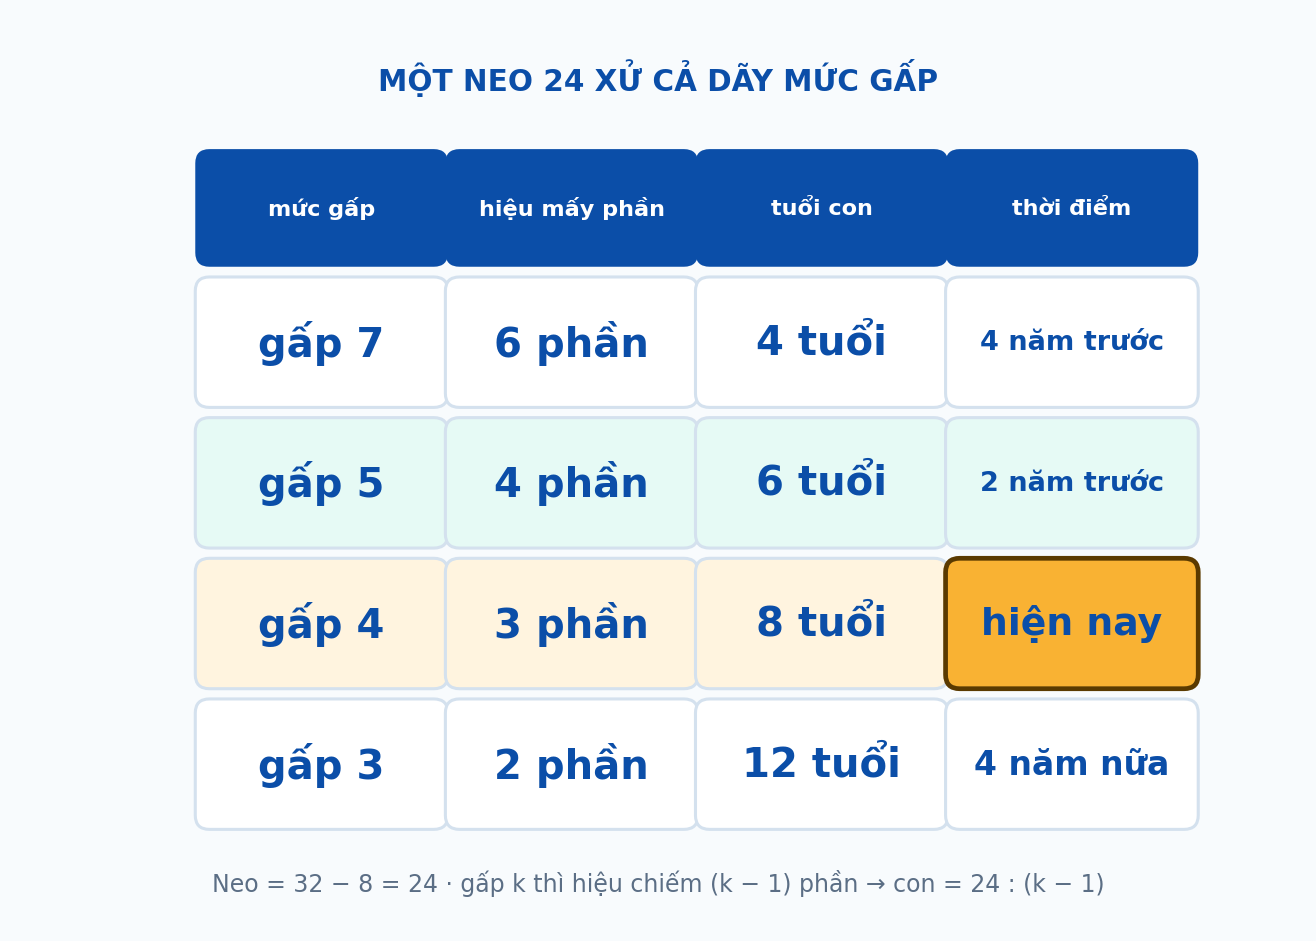 MỘT NEO 24 XỬ CẢ DÃY MỨC GẤP
mức gấp hiệu mấy phần tuổi con thời điểm
gấp 7 6 phần 4 tuổi 4 năm trước
gấp 5 4 phần 6 tuổi 2 năm trước
gấp 4 3 phần 8 tuổi hiện nay
gấp 3 2 phần 12 tuổi 4 năm nữa
Neo = 32 − 8 = 24 · gấp k thì hiệu chiếm (k − 1) phần → con = 24 : (k − 1)